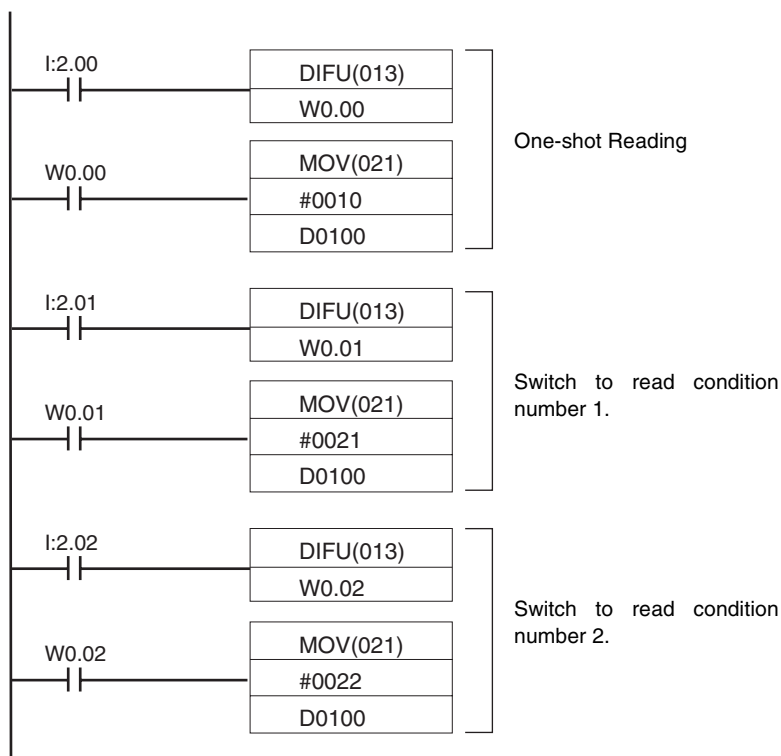 I:2.00
DIFU(013)
W0.00
W0.00
MOV(021)
#0010
D0100
One-shot Reading
I:2.01
DIFU(013)
W0.01
W0.01
MOV(021)
#0021
D0100
Switch to read condition
number 1.
I:2.02
DIFU(013)
W0.02
W0.02
MOV(021)
#0022
D0100
Switch to read condition
number 2.